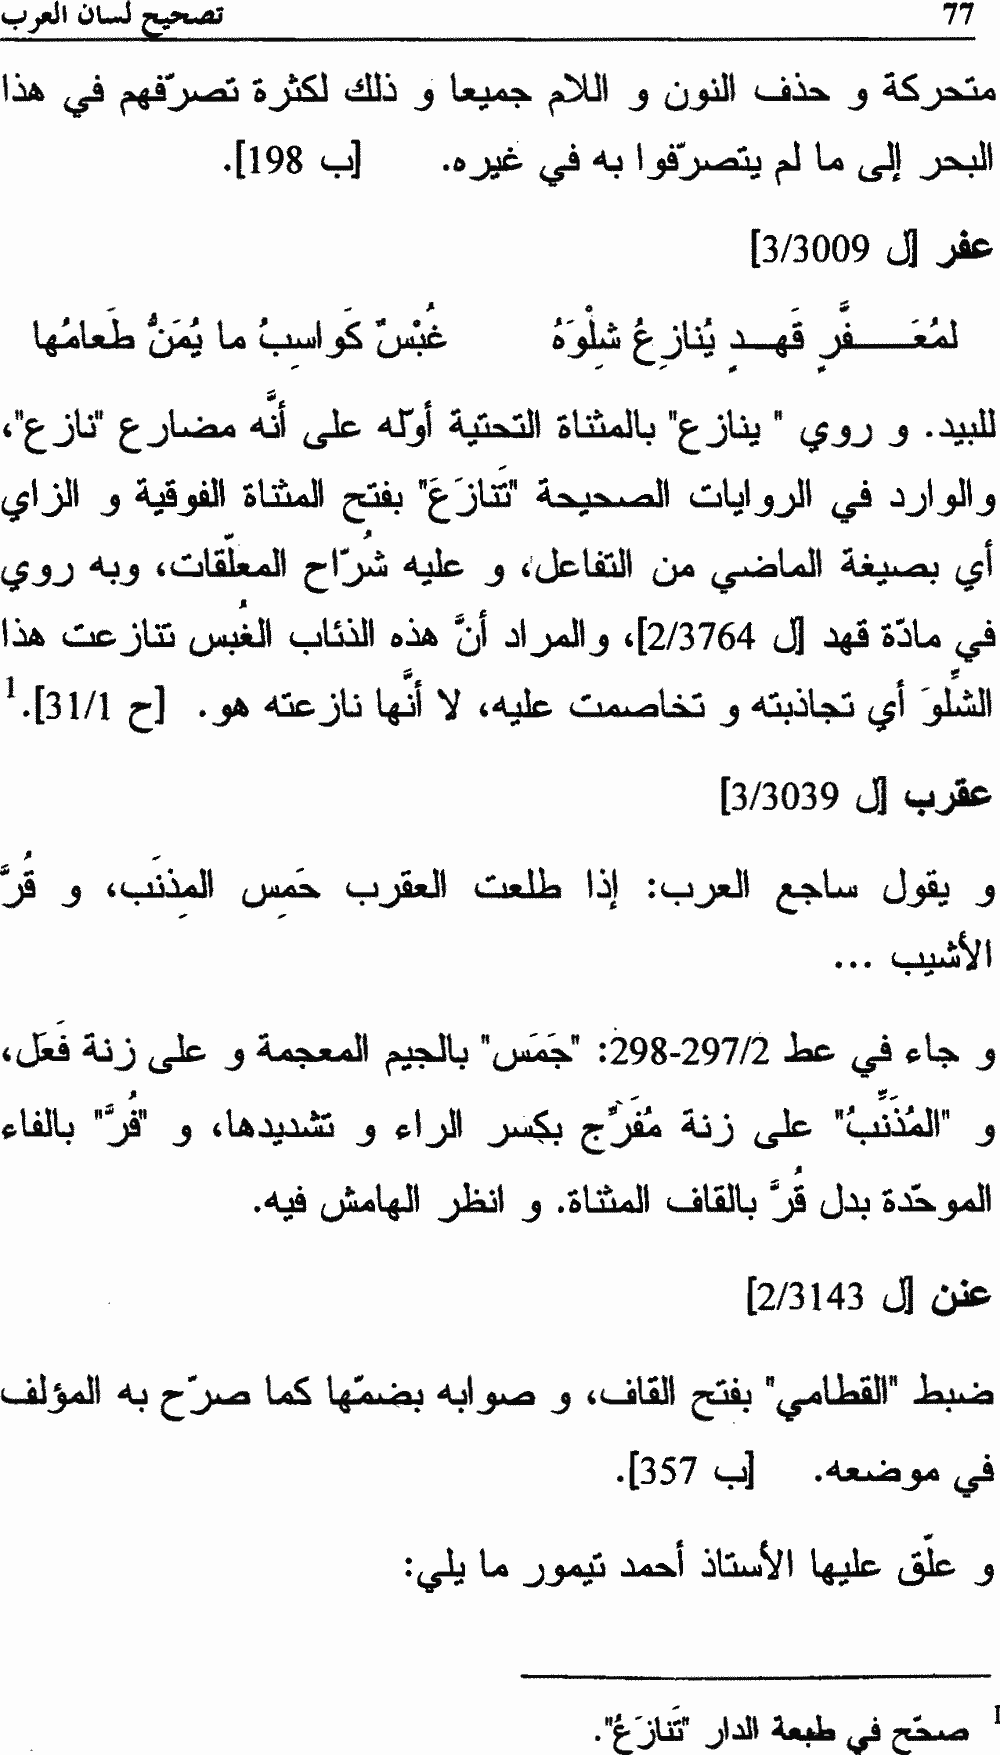 77 تصحيح لسان العرب
متحركة و حذف النون و اللام جميعا و ذلك لكثرة تصرّفهم في هذا
البحر إلى ما لم يتصرّفوا به في غيره. [ب 198].
عفر [ل 3/3009]
لمُعَـــفَّرٍ قَهـدٍ يُنازِعُ شِلْوَهُ غُبْسٌ كَواسِبُ ما يُمَنُّ طَعامُها
للبيد. و روي " ينازع" بالمثناة التحتية أوّله على أنَّه مضارع "نازع"،
والوارد في الروايات الصحيحة "تَنازَعَ" بفتح المثناة الفوقية و الزاي
أي بصيغة الماضي من التفاعل، و عليه شُرّاح المعلّقات، وبه روي
في مادّة قهد [ل 2/3764]، والمراد أنَّ هذه الذئاب الغُبس تنازعت هذا
الشِّلوَ أي تجاذبته و تخاصمت عليه، لا أنَّها نازعته هو. [ح 31/1].1
عقرب [ل 3/3039]
و يقول ساجع العرب: إذا طلعت العقرب حَمِس المِذنَب، و قُرَّ
الأشيب ...
و جاء في عط 297/2-298: "جَمَس" بالجيم المعجمة و على زنة فَعَل،
و "المُذَنِّبُ" على زنة مُفَرِّج بكسر الراء و تشديدها، و "فُرَّ" بالفاء
الموحّدة بدل قُرَّ بالقاف المثناة. و انظر الهامش فيه.
عنن [ل 2/3143]
ضبط "القطامي" بفتح القاف، و صوابه بضمّها كما صرّح به المؤلف
في موضعه. [ب 357].
و علّق عليها الأستاذ أحمد تيمور ما يلي:
1 صحّح في طبعة الدار "تَنازَعُ".